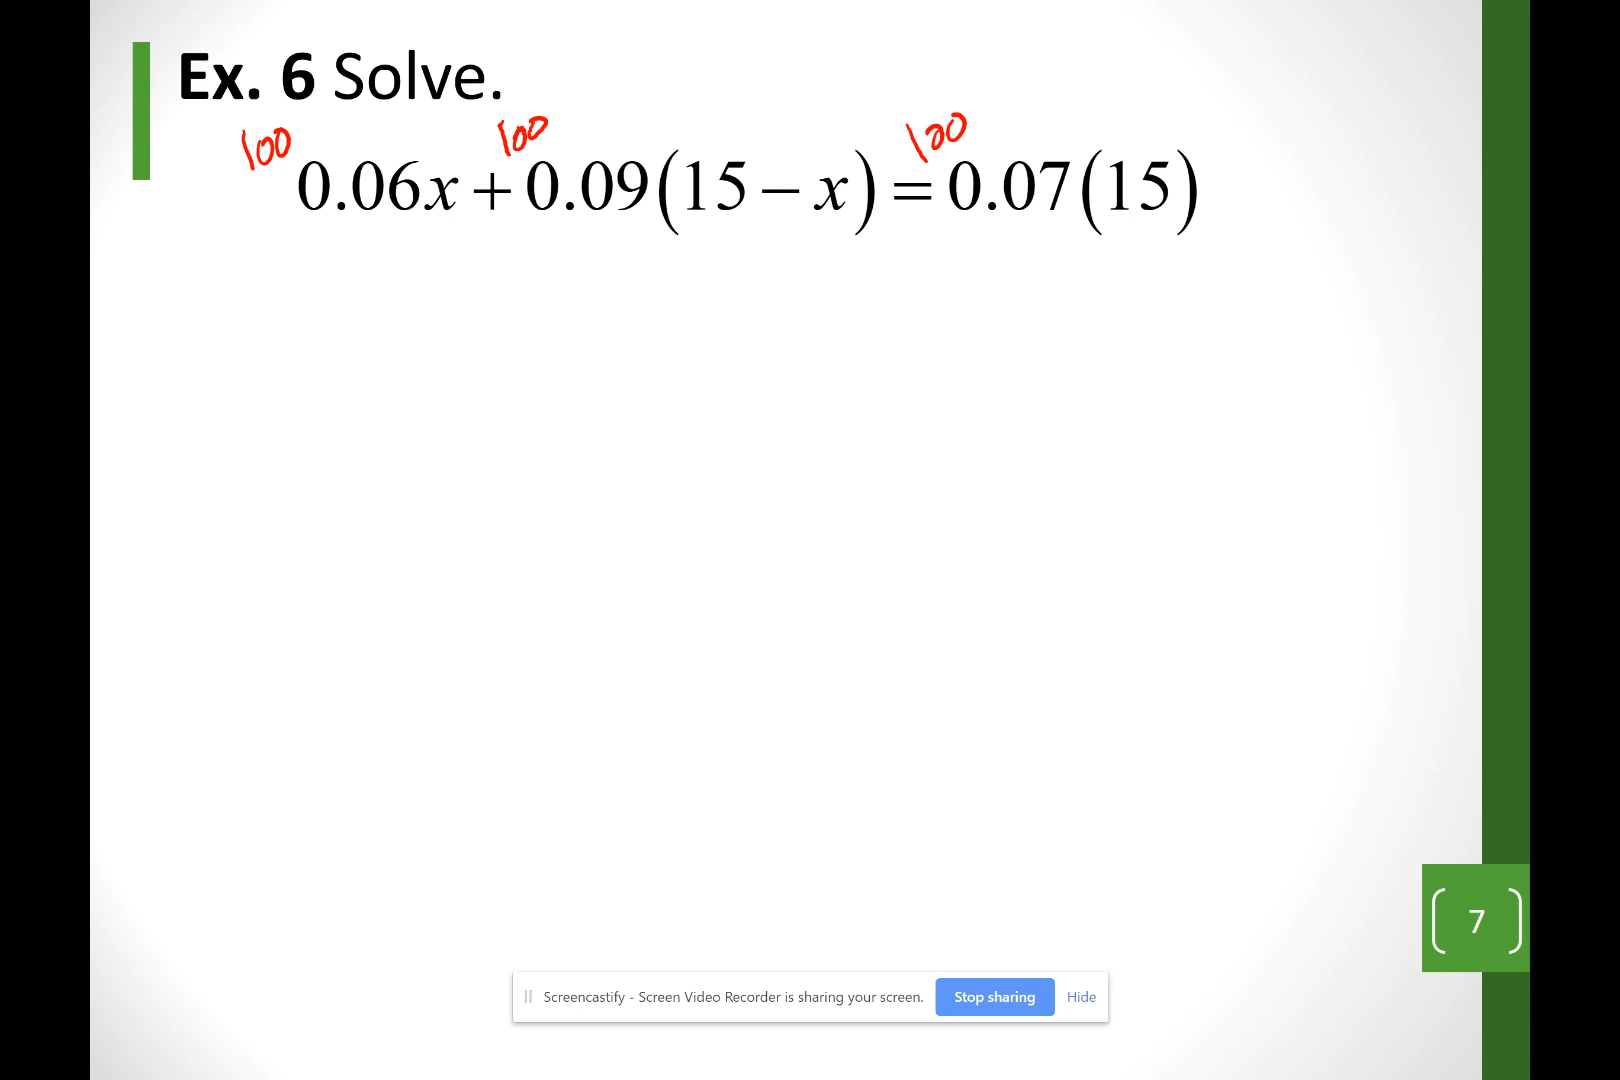 Ex. 6 Solve.
100 100 100
0.06x + 0.09(15 − x) = 0.07(15)
7
Screencastify - Screen Video Recorder is sharing your screen. Stop sharing Hide